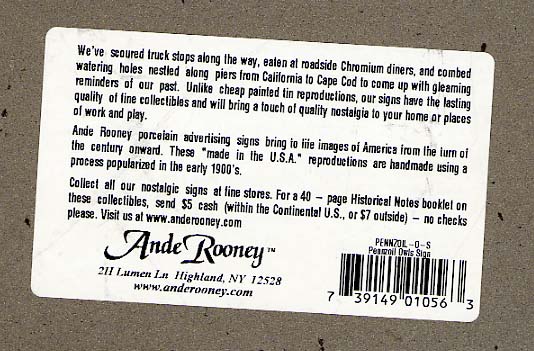 We've scoured truck stops along the way, eaten at roadside Chromium diners, and combed
watering holes nestled along piers from California to Cape Cod to come up with gleaming
reminders of our past. Unlike cheap painted tin reproductions, our signs have the lasting
quality of fine collectibles and will bring a touch of quality nostalgia to your home or places
of work and play.
Ande Rooney porcelain advertising signs bring to life images of America from the turn of
the century onward. These "made in the U.S.A." reproductions are handmade using a
process popularized in the early 1900's.
Collect all our nostalgic signs at fine stores. For a 40 – page Historical Notes booklet on
these collectibles, send $5 cash (within the Continental U.S., or $7 outside) – no checks
please. Visit us at www.anderooney.com
Ande Rooney™
211 Lumen Ln Highland, NY 12528
www.anderooney.com
PENNZOIL-O-S
Pennzoil Owls Sign
7 39149 01056 3